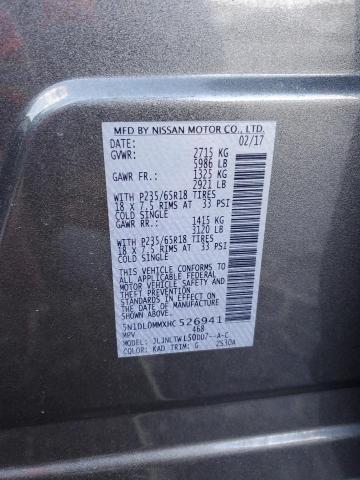 MFD BY NISSAN MOTOR CO., LTD.
DATE: 02/17
GVWR: 2715 KG
5986 LB
GAWR FR.: 1325 KG
2921 LB
WITH P235/65R18 TIRES
18 X 7.5 RIMS AT 33 PSI
COLD SINGLE
GAWR RR.: 1415 KG
3120 LB
WITH P235/65R18 TIRES
18 X 7.5 RIMS AT 33 PSI
COLD SINGLE
THIS VEHICLE CONFORMS TO ALL
APPLICABLE FEDERAL MOTOR
VEHICLE SAFETY AND THEFT PREVENTION
STANDARDS IN EFFECT ON THE DATE
OF MANUFACTURE SHOWN ABOVE.
5N1DL0MMXHC 526941
MPV 468
MODEL:
COLOR: KAD TRIM: G 2530A